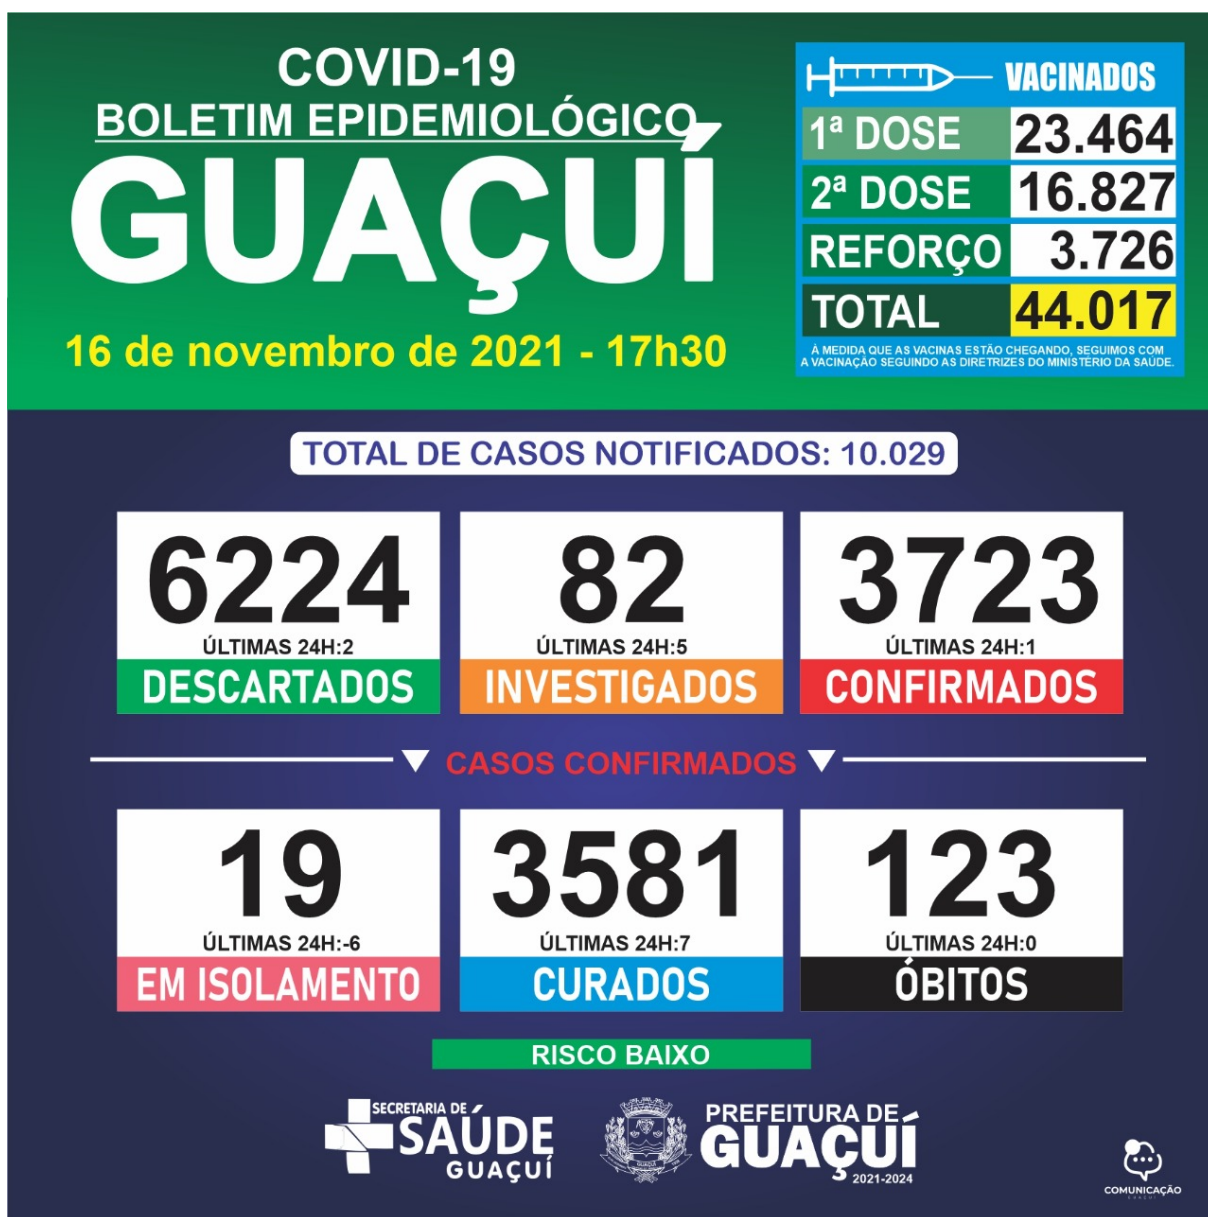 COVID-19
BOLETIM EPIDEMIOLÓGICO
GUAÇUÍ
16 de novembro de 2021 - 17h30
VACINADOS
1ª DOSE 23.464
2ª DOSE 16.827
REFORÇO 3.726
TOTAL 44.017
À MEDIDA QUE AS VACINAS ESTÃO CHEGANDO, SEGUIMOS COM
A VACINAÇÃO SEGUINDO AS DIRETRIZES DO MINISTÉRIO DA SAÚDE.
TOTAL DE CASOS NOTIFICADOS: 10.029
6224
ÚLTIMAS 24H:2
DESCARTADOS
82
ÚLTIMAS 24H:5
INVESTIGADOS
3723
ÚLTIMAS 24H:1
CONFIRMADOS
CASOS CONFIRMADOS
19
ÚLTIMAS 24H:-6
EM ISOLAMENTO
3581
ÚLTIMAS 24H:7
CURADOS
123
ÚLTIMAS 24H:0
ÓBITOS
RISCO BAIXO
SECRETARIA DE
SAÚDE
GUAÇUÍ
PREFEITURA DE
GUAÇUÍ
2021-2024
COMUNICAÇÃO